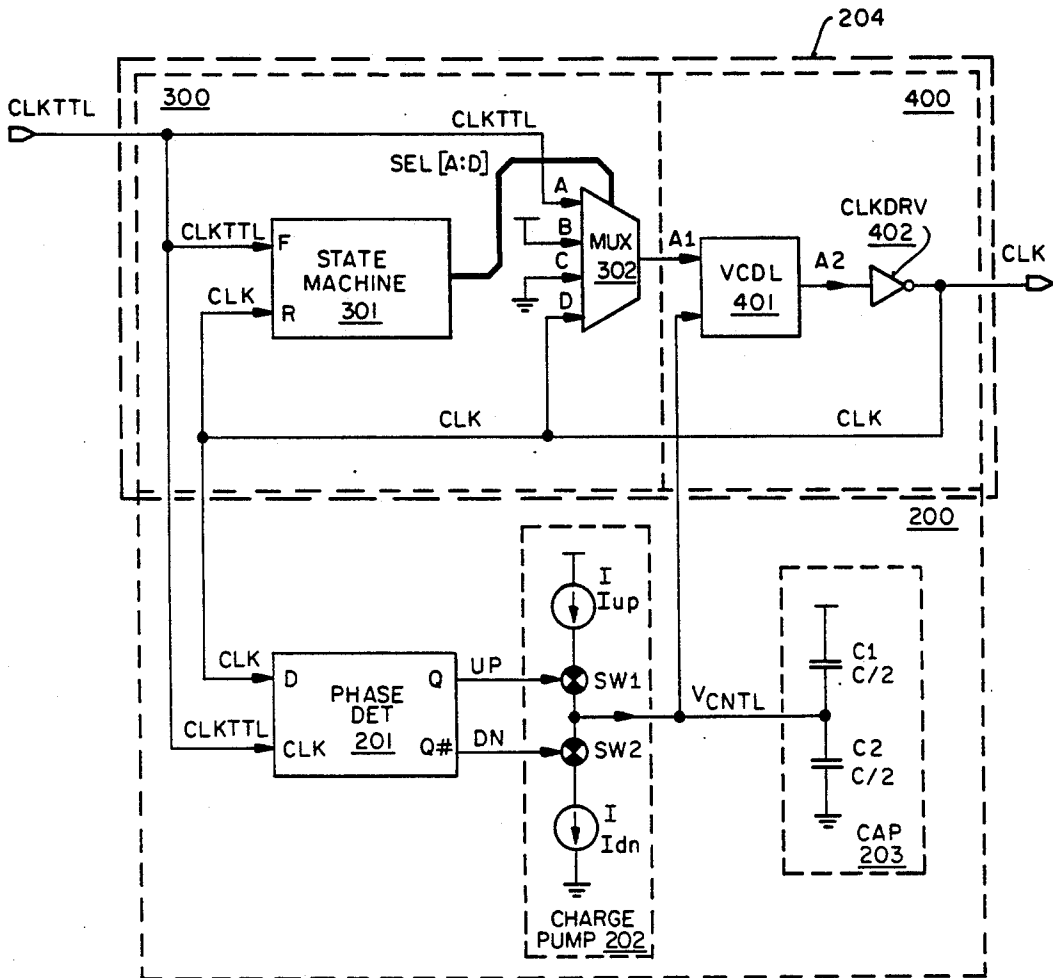 204
300
400
CLKTTL
CLKTTL
SEL [A:D]
A
B
C
D
MUX
302
CLKTTL
F
STATE
MACHINE
301
CLK
R
A1
VCDL
401
A2
CLKDRV
402
CLK
CLK
CLK
200
I
Iup
CLK
D
PHASE
DET
201
Q
UP
SW1
CLKTTL
CLK
Q#
DN
SW2
VCNTL
C1
C/2
C2
C/2
I
Idn
CAP
203
CHARGE
PUMP 202